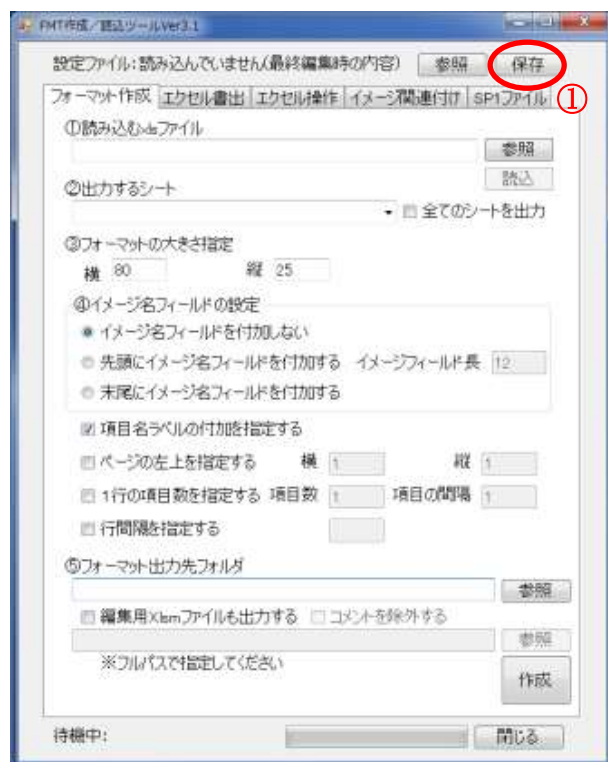 FMT作成/読込ツールVer3.1
設定ファイル:読み込んでいません(最終編集時の内容) 参照 保存
フォーマット作成 エクセル書出 エクセル操作 イメージ関連付け SP1ファイル ①
①読み込むxlsファイル
参照
読込
②出力するシート
全てのシートを出力
③フォーマットの大きさ指定
横 80 縦 25
④イメージ名フィールドの設定
イメージ名フィールドを付加しない
先頭にイメージ名フィールドを付加する イメージフィールド長 12
末尾にイメージ名フィールドを付加する
項目名ラベルの付加を指定する
ページの左上を指定する 横 1 縦 1
1行の項目数を指定する 項目数 1 項目の間隔 1
行間隔を指定する
⑤フォーマット出力先フォルダ
参照
編集用xlsmファイルも出力する コメントを除外する
参照
※フルパスで指定してください
作成
待機中: 閉じる